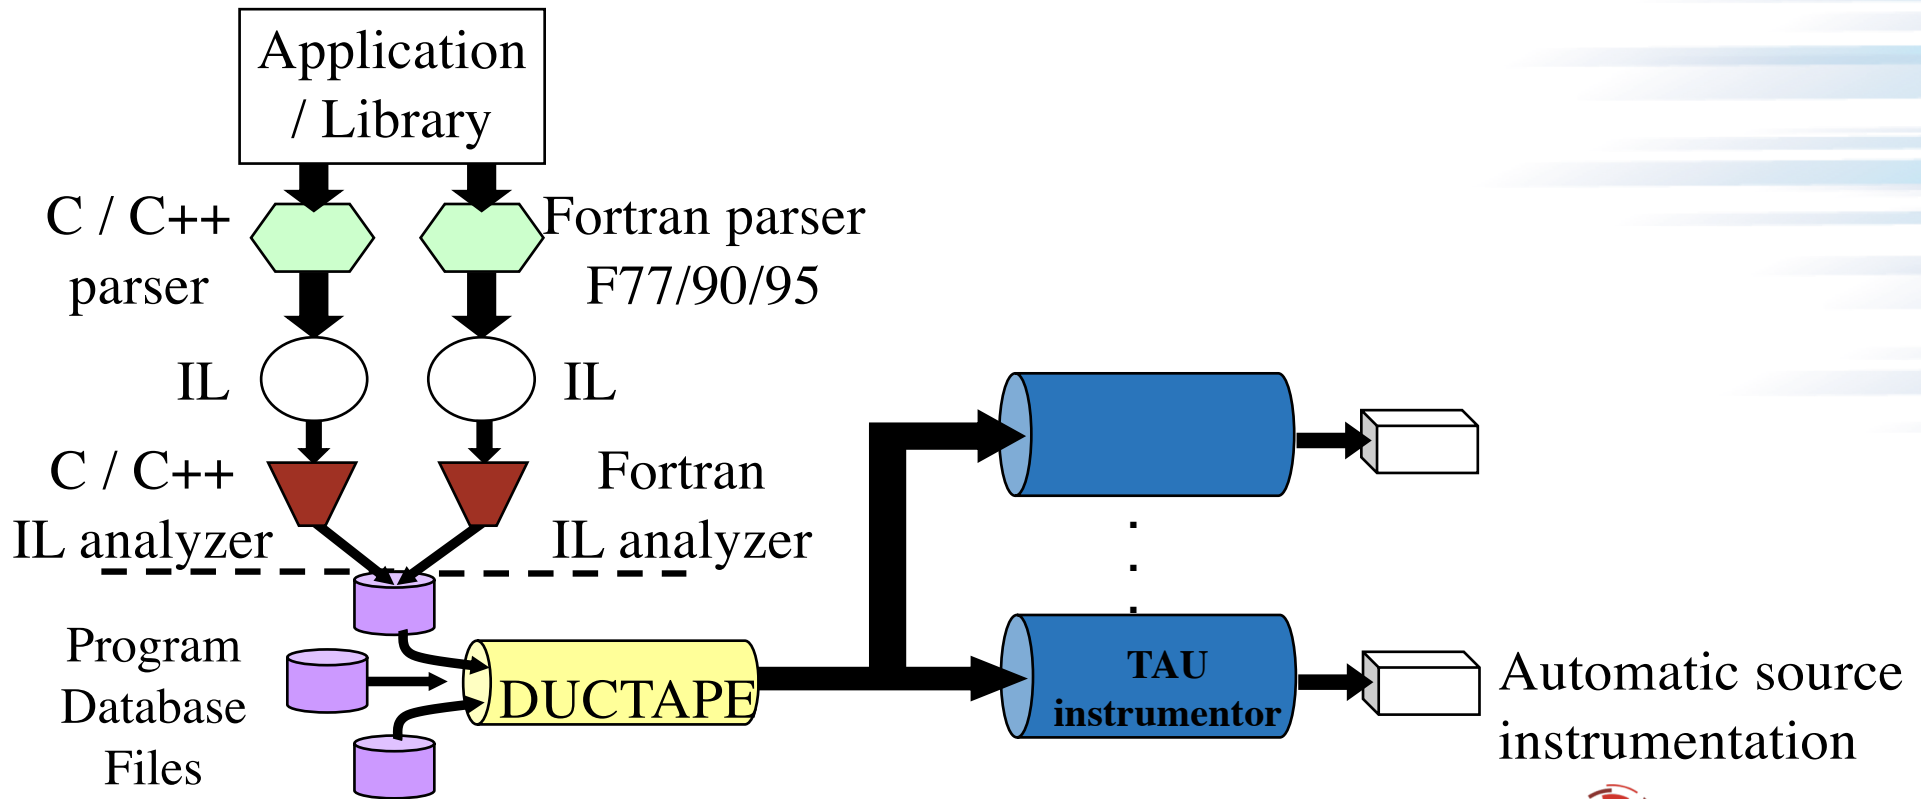 Application
/ Library
C / C++
parser
Fortran parser
F77/90/95
IL
IL
C / C++
IL analyzer
Fortran
IL analyzer
Program
Database
Files
DUCTAPE
TAU
instrumentor
Automatic source
instrumentation